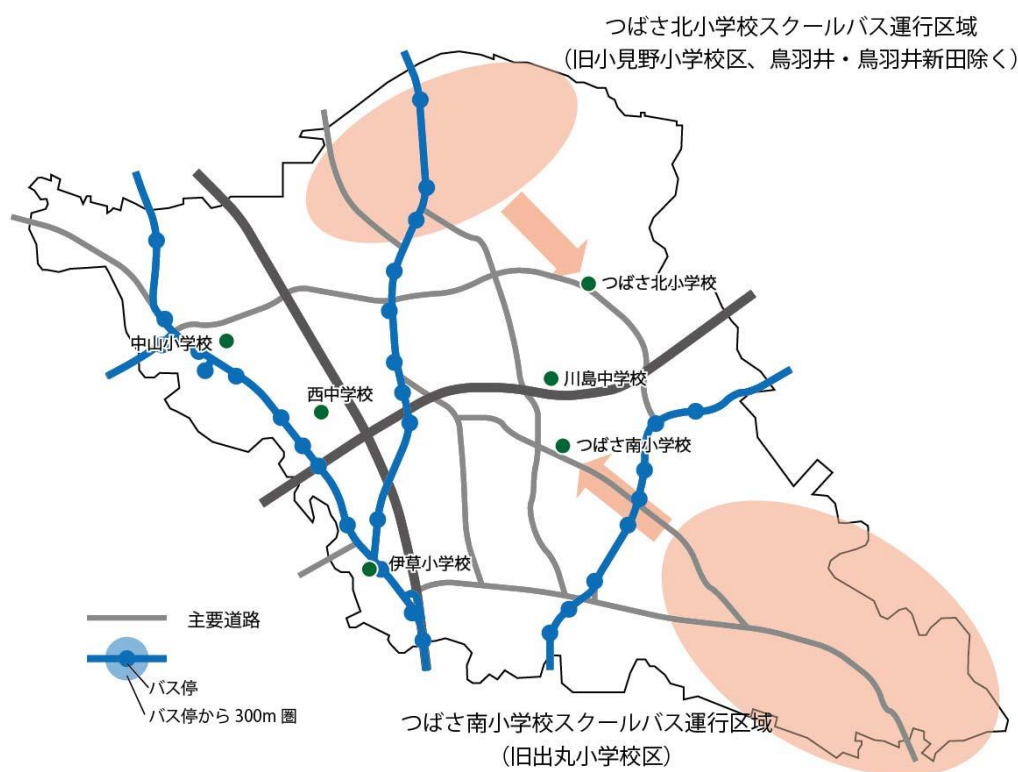 つばさ北小学校スクールバス運行区域
（旧小見野小学校区、鳥羽井・鳥羽井新田除く）
つばさ北小学校
中山小学校
川島中学校
西中学校
つばさ南小学校
伊草小学校
主要道路
バス停
バス停から300m圏
つばさ南小学校スクールバス運行区域
（旧出丸小学校区）